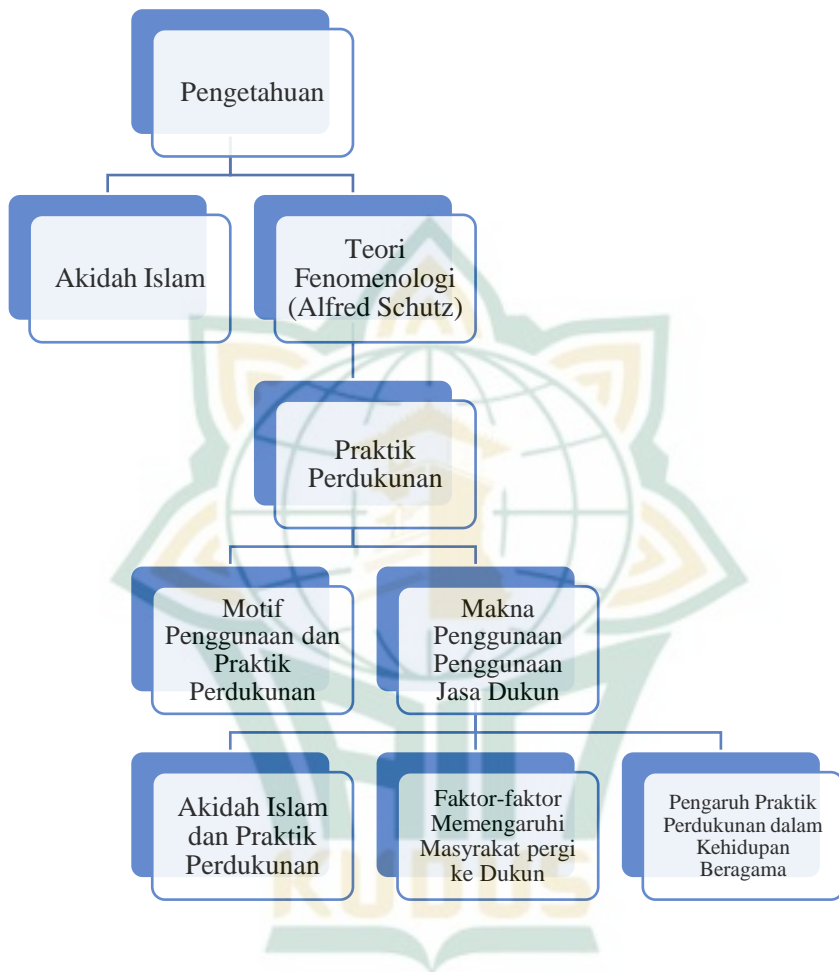 Pengetahuan
Akidah Islam
Teori
Fenomenologi
(Alfred Schutz)
Praktik
Perdukunan
Motif
Penggunaan dan
Praktik
Perdukunan
Makna
Penggunaan
Penggunaan
Jasa Dukun
Akidah Islam
dan Praktik
Perdukunan
Faktor-faktor
Memengaruhi
Masyrakat pergi
ke Dukun
Pengaruh Praktik
Perdukunan dalam
Kehidupan
Beragama
KUDUS